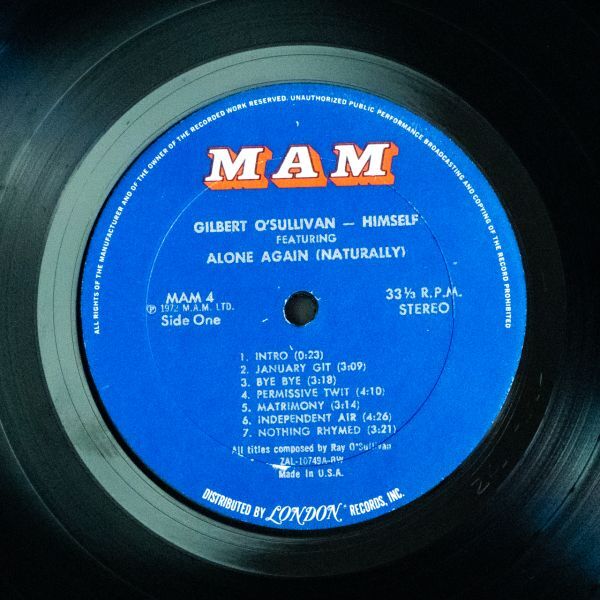 ALL RIGHTS OF THE MANUFACTURER AND OF THE OWNER OF THE RECORDED WORK RESERVED. UNAUTHORIZED PUBLIC PERFORMANCE BROADCASTING AND COPYING OF THE RECORD PROHIBITED
MAM
GILBERT O'SULLIVAN — HIMSELF
FEATURING
ALONE AGAIN (NATURALLY)
MAM 4
℗ 1972 M.A.M. LTD.
Side One
33⅓ R.P.M.
STEREO
1. INTRO (0:23)
2. JANUARY GIT (3:09)
3. BYE BYE (3:18)
4. PERMISSIVE TWIT (4:10)
5. MATRIMONY (3:14)
6. INDEPENDENT AIR (4:26)
7. NOTHING RHYMED (3:21)
All titles composed by Ray O'Sullivan
ZAL-10749A-BW
Made in U.S.A.
DISTRIBUTED BY LONDON® RECORDS, INC.